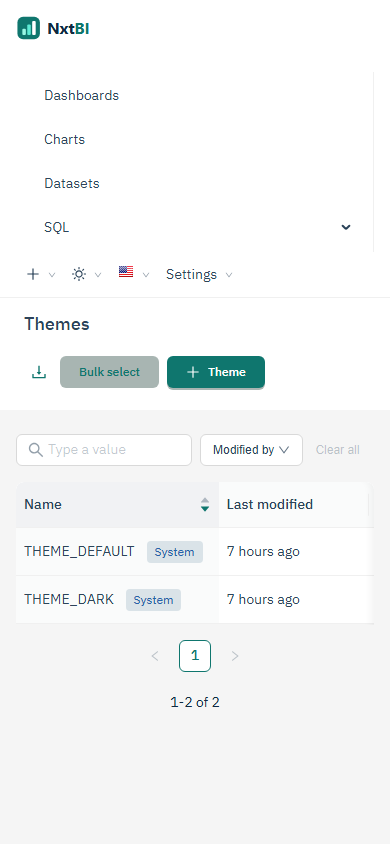 NxtBI
Dashboards
Charts
Datasets
SQL
Settings
Themes
Bulk select
Theme
Type a value
Modified by
Clear all
Name
Last modified
THEME_DEFAULT System 7 hours ago
THEME_DARK System 7 hours ago
1
1-2 of 2